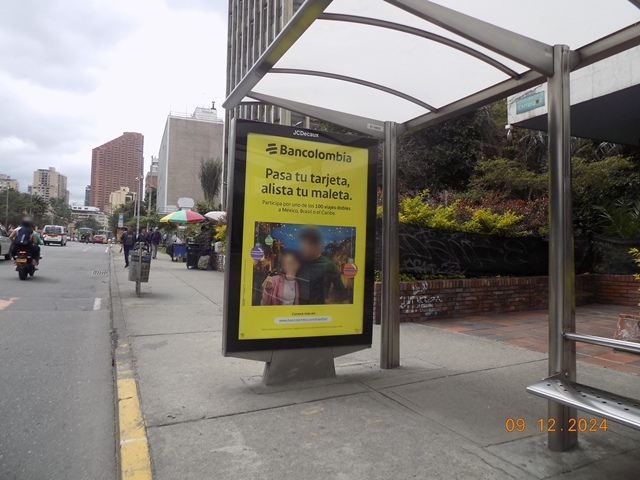 JCDecaux
Bancolombia
Pasa tu tarjeta,
alista tu maleta.
Participa por uno de los 100 viajes dobles
a México, Brasil o el Caribe.
09 12 2024